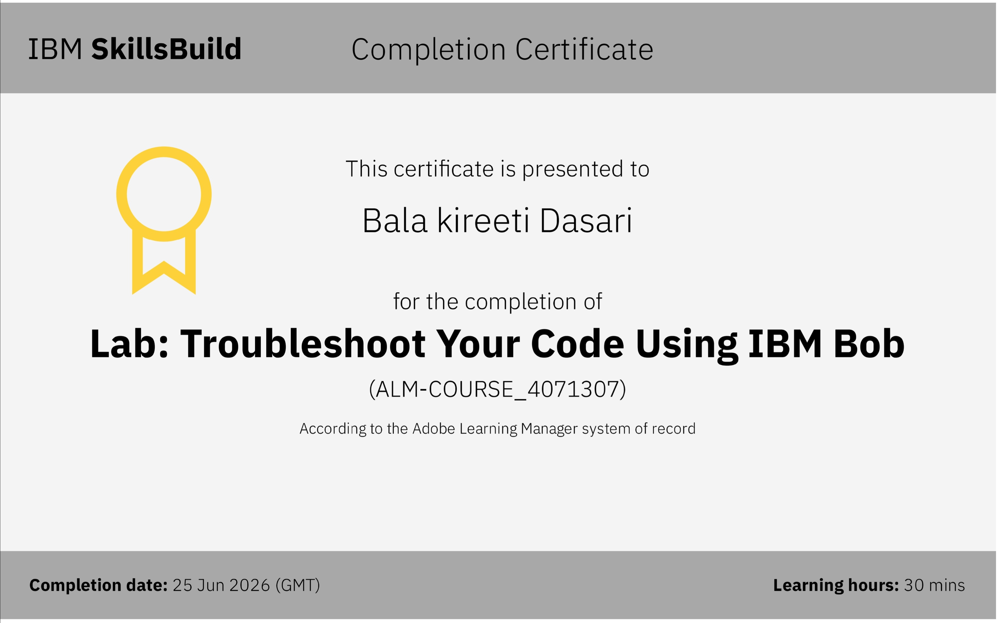 IBM SkillsBuild
Completion Certificate
This certificate is presented to
Bala kireeti Dasari
for the completion of
Lab: Troubleshoot Your Code Using IBM Bob
(ALM-COURSE_4071307)
According to the Adobe Learning Manager system of record
Completion date: 25 Jun 2026 (GMT)
Learning hours: 30 mins